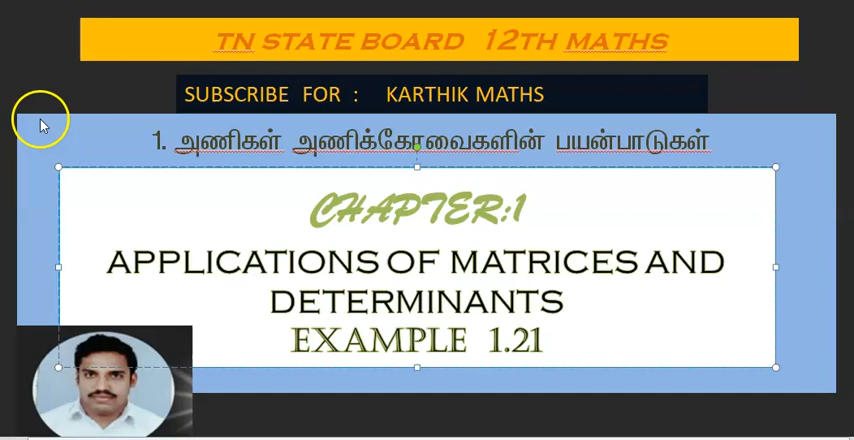 TN STATE BOARD 12TH MATHS
SUBSCRIBE FOR : KARTHIK MATHS
1. அணிகள் அணிக்கோவைகளின் பயன்பாடுகள்
CHAPTER:1
APPLICATIONS OF MATRICES AND
DETERMINANTS
EXAMPLE 1.21